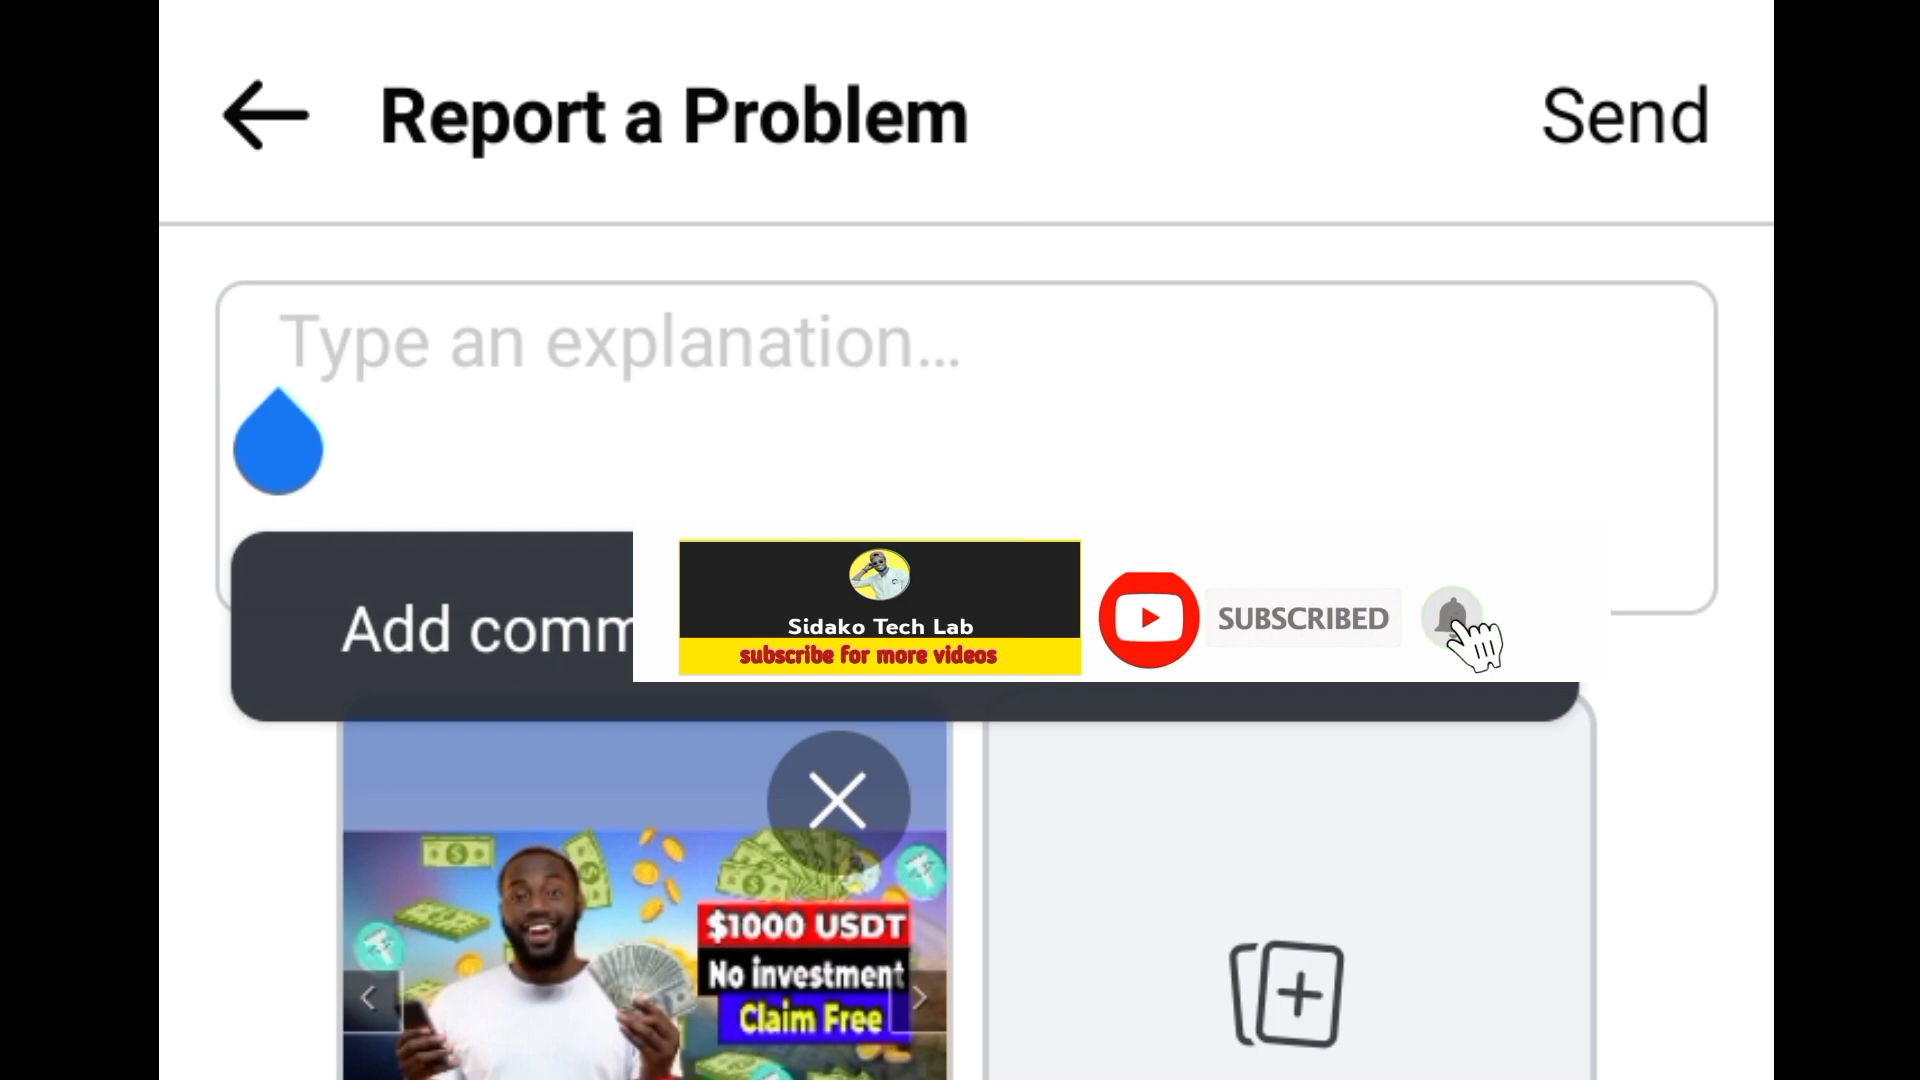 Report a Problem
Send
Type an explanation...
Add comm
Sidako Tech Lab
subscribe for more videos
SUBSCRIBED
$1000 USDT
No investment
Claim Free